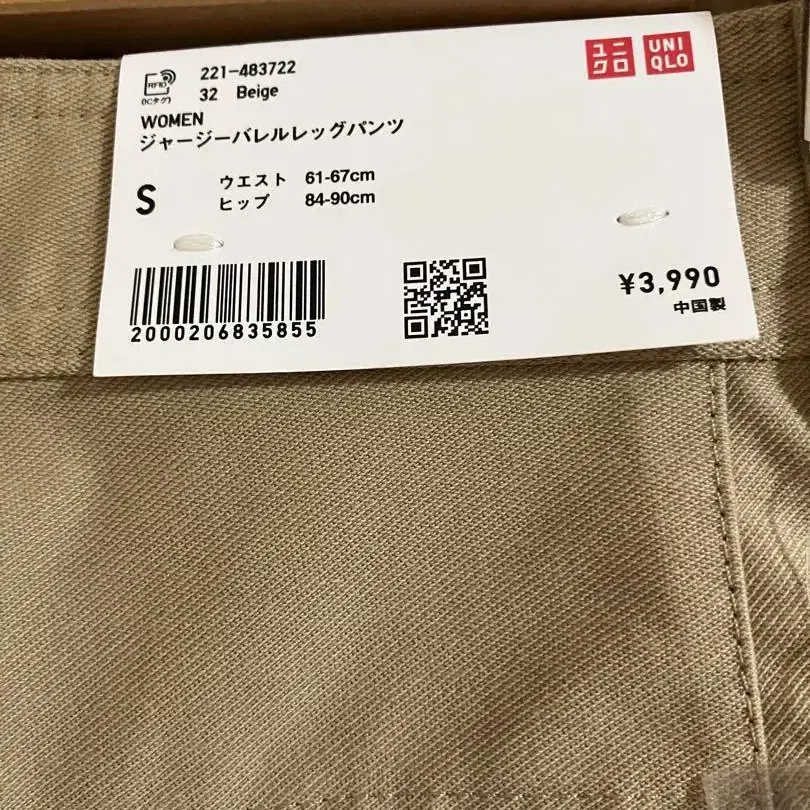 RFID
(ICタグ)
221-483722
32 Beige
WOMEN
ジャージーバレルレッグパンツ
S
ウエスト 61-67cm
ヒップ 84-90cm
2000206835855
ユニ
クロ
UNI
QLO
¥3,990
中国製